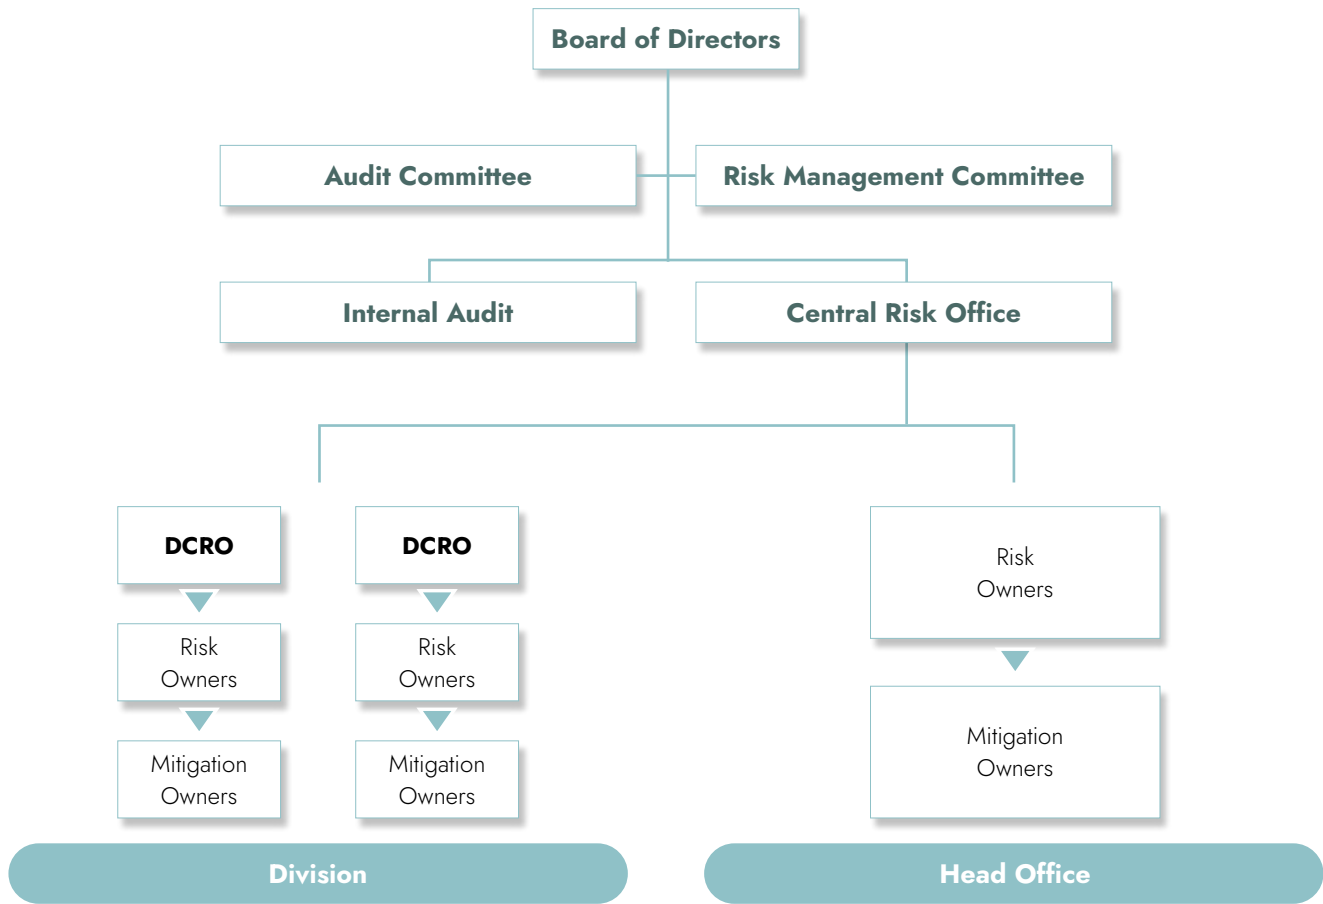 Board of Directors
Audit Committee
Risk Management Committee
Internal Audit
Central Risk Office
DCRO
DCRO
Risk
Owners
Risk
Owners
Risk
Owners
Mitigation
Owners
Mitigation
Owners
Mitigation
Owners
Division
Head Office